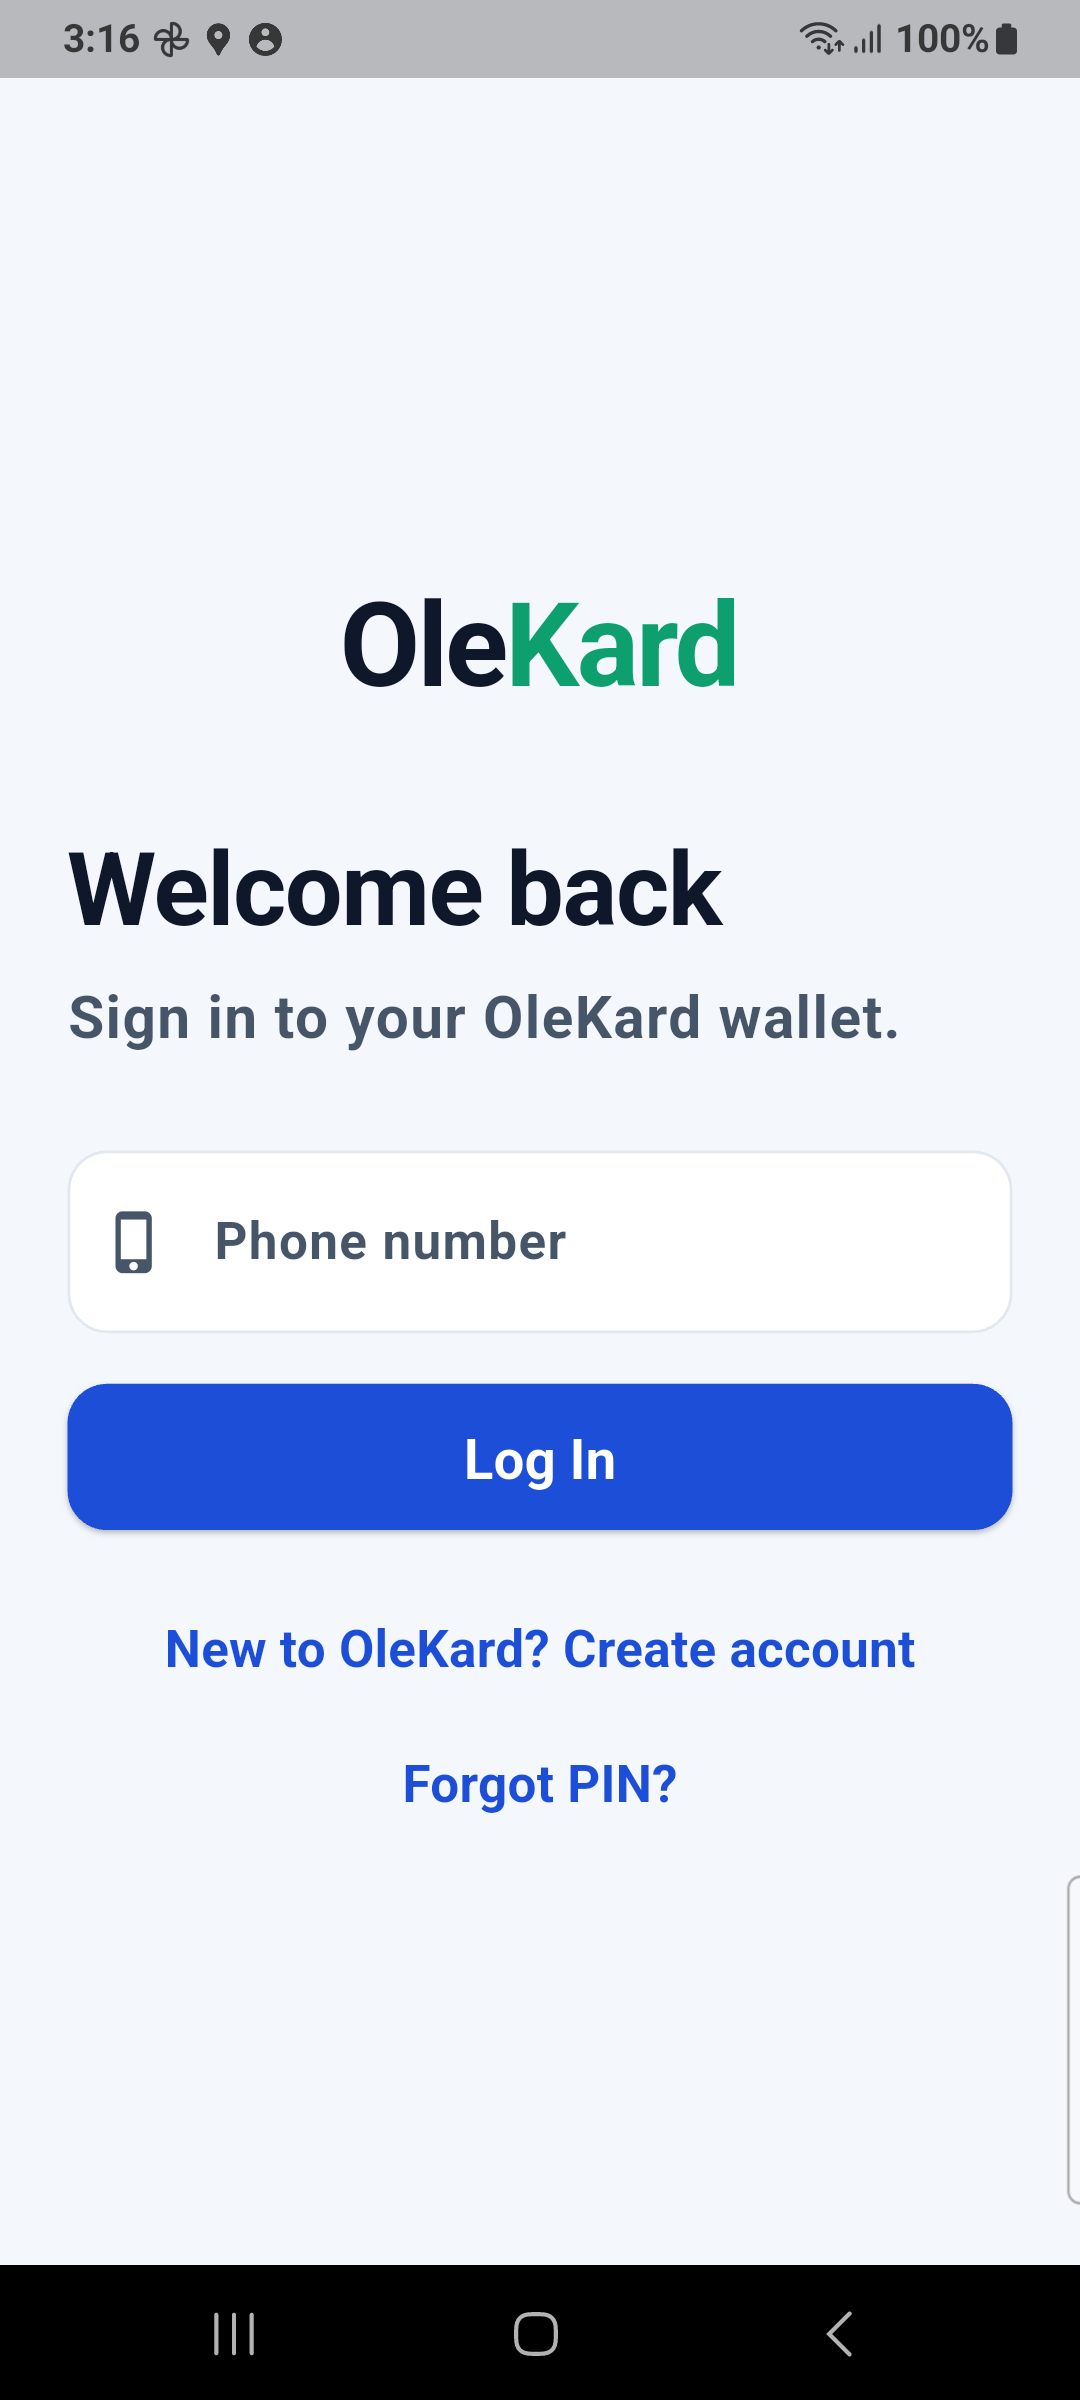 3:16 100%
OleKard
Welcome back
Sign in to your OleKard wallet.
Phone number
Log In
New to OleKard? Create account
Forgot PIN?